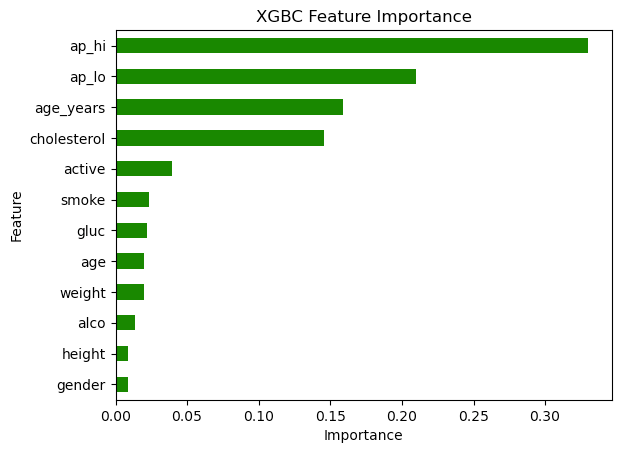 XGBC Feature Importance
ap_hi
ap_lo
age_years
cholesterol
active
smoke
gluc
age
weight
alco
height
gender
Feature
0.00 0.05 0.10 0.15 0.20 0.25 0.30
Importance